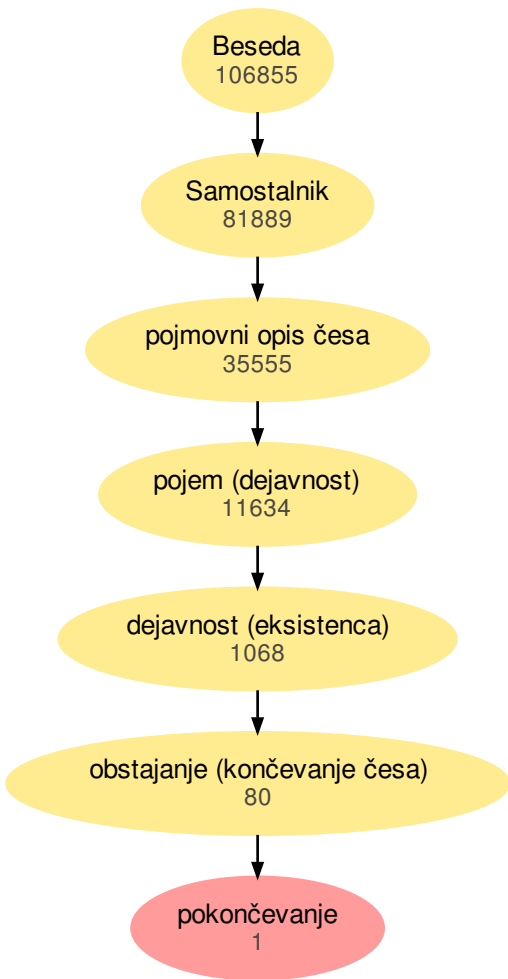 Beseda
106855
Samostalnik
81889
pojmovni opis česa
35555
pojem (dejavnost)
11634
dejavnost (eksistenca)
1068
obstajanje (končevanje česa)
80
pokončevanje
1